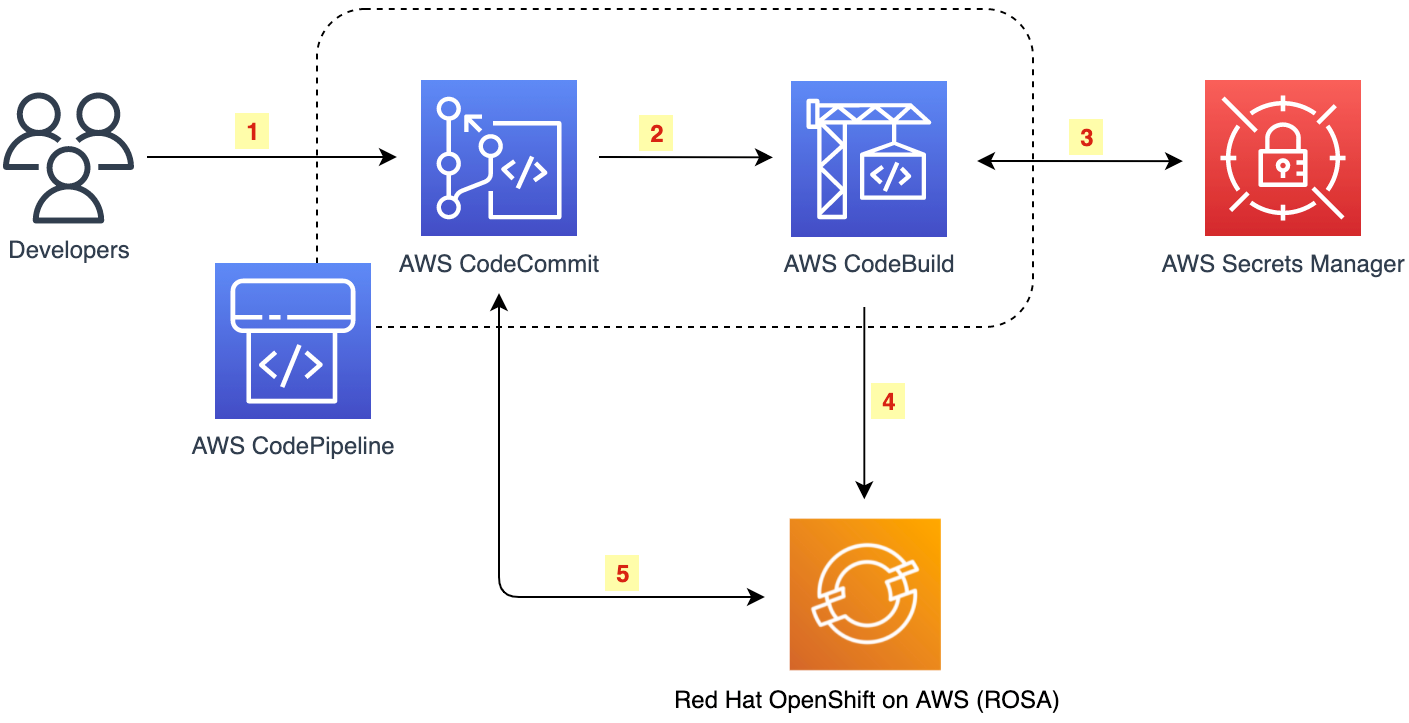 1
2
3
Developers
AWS CodeCommit
AWS CodeBuild
AWS Secrets Manager
</>
</>
</>
AWS CodePipeline
4
5
Red Hat OpenShift on AWS (ROSA)